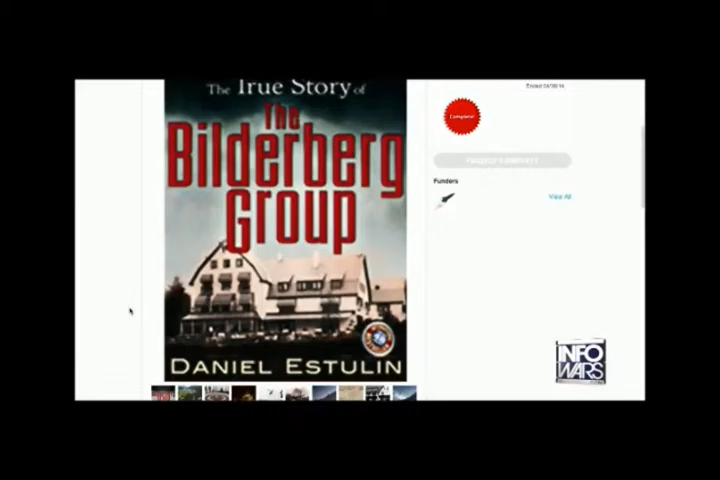 The True Story of
The
Bilderberg
Group
DANIEL ESTULIN
Complete!
Funders
View All
INFO
WARS